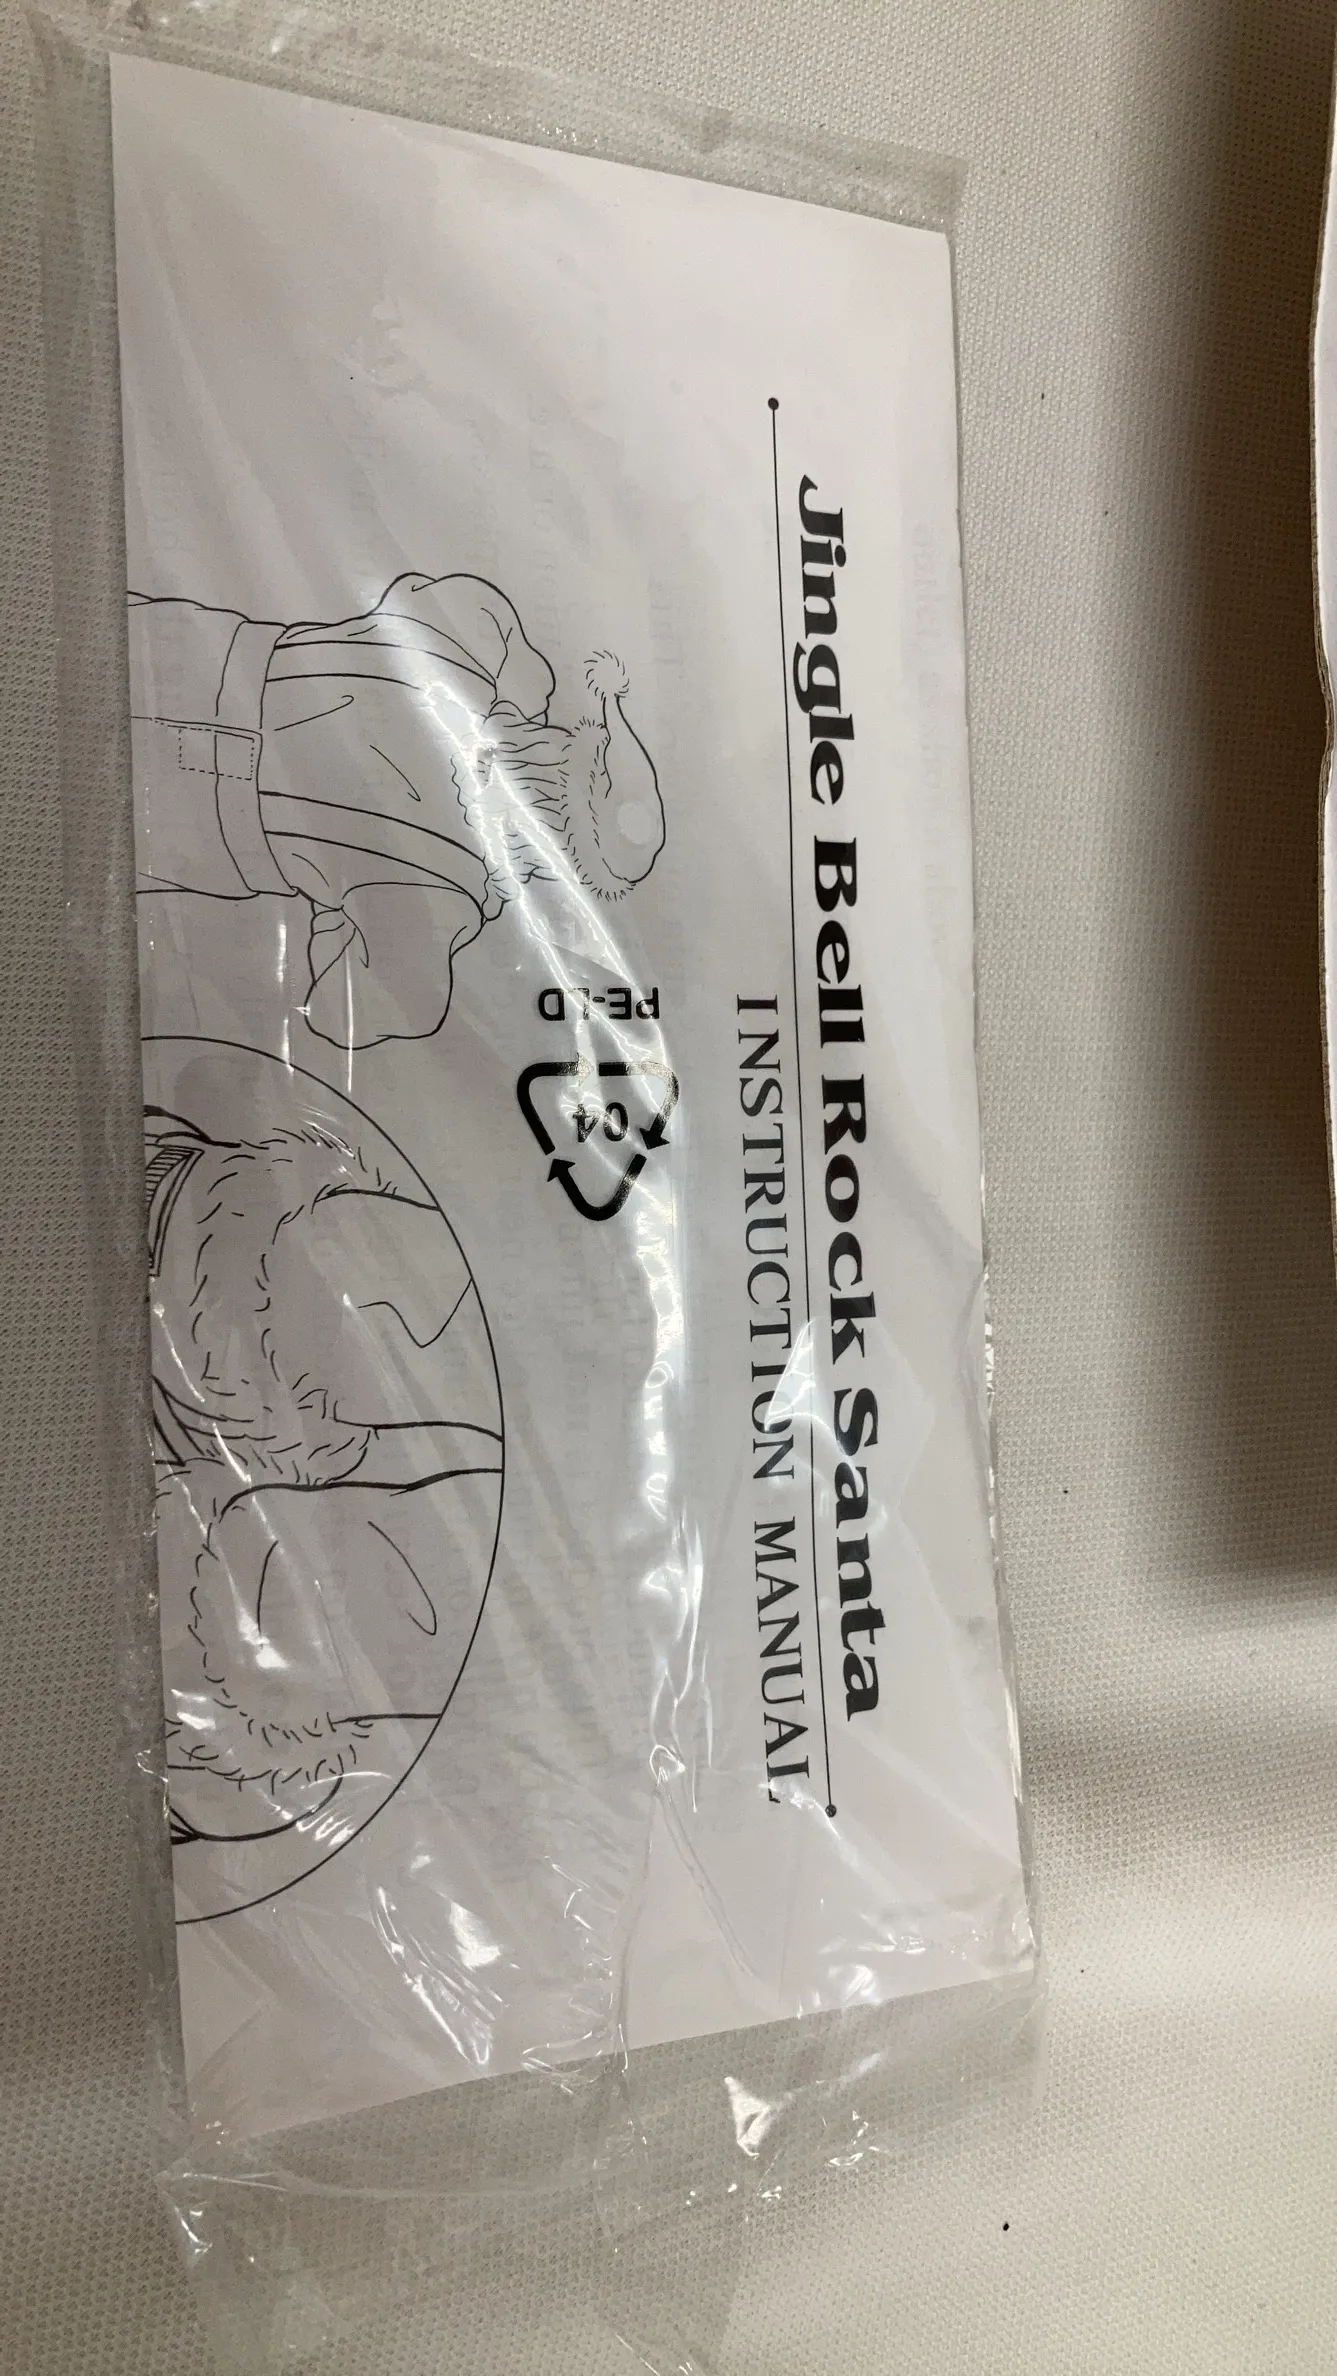 Jingle Bell Rock Santa
INSTRUCTION MANUAL
04
PE-LD